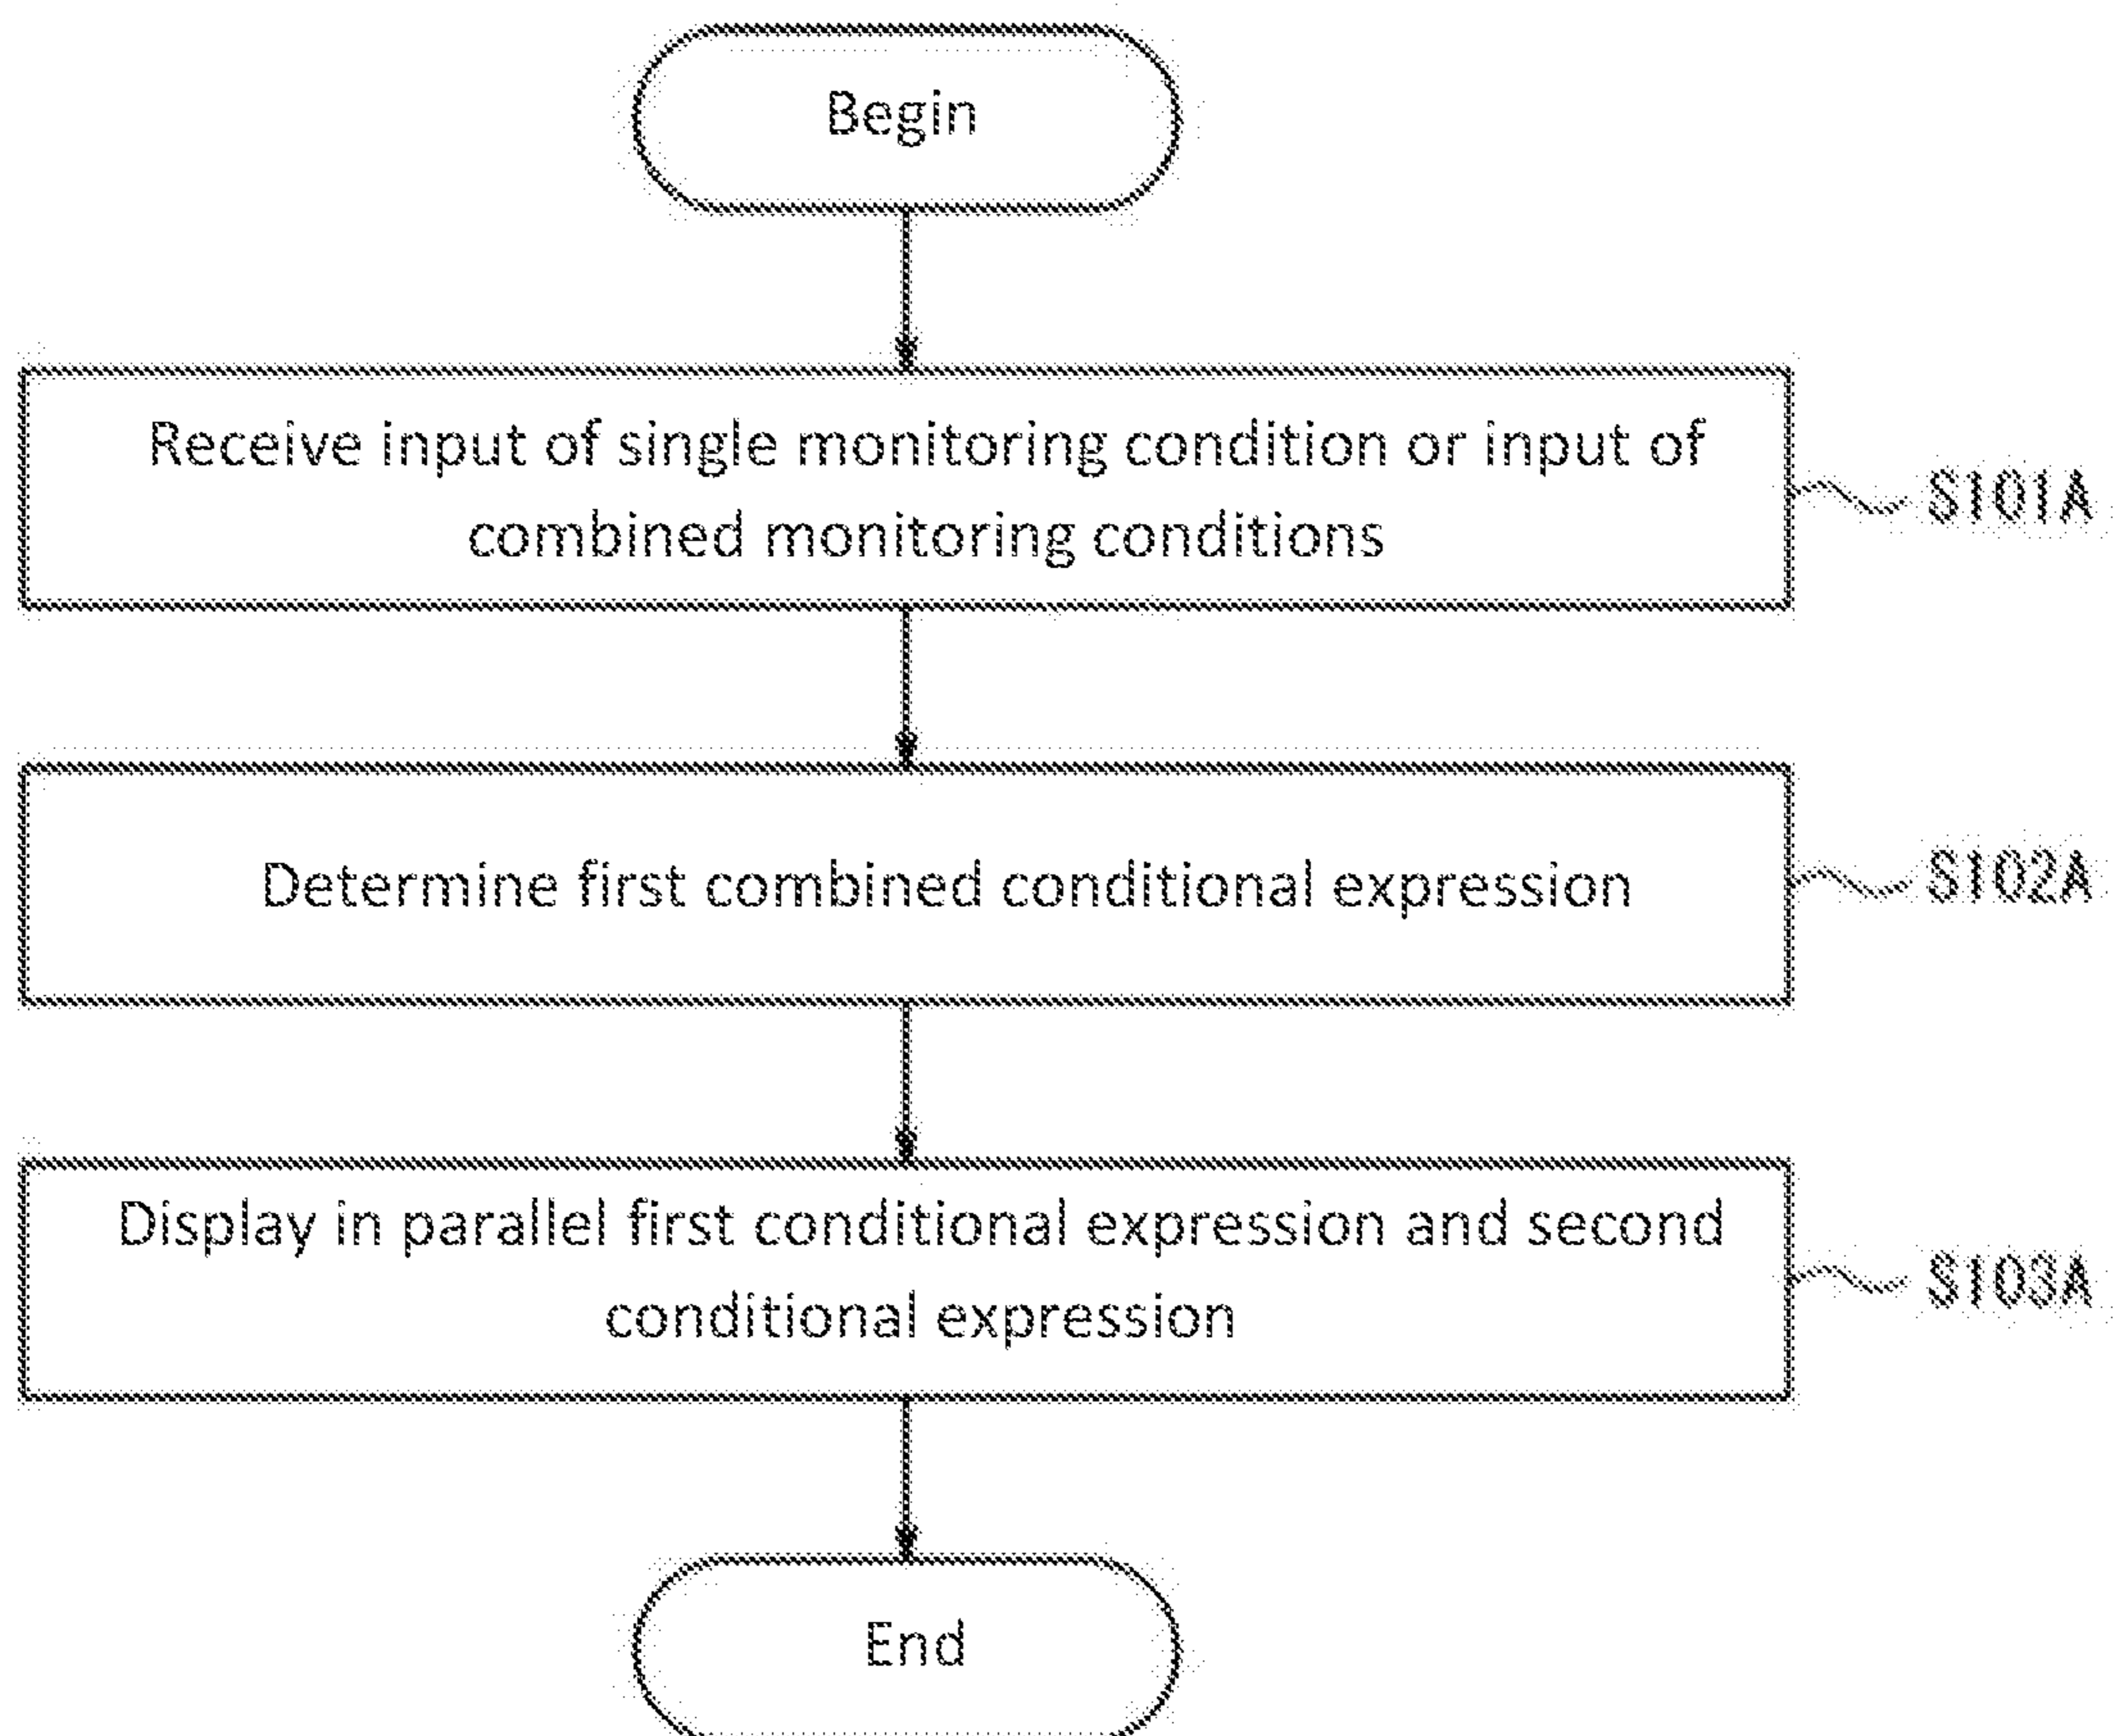 Begin
Receive input of single monitoring condition or input of
combined monitoring conditions
S101A
Determine first combined conditional expression
S102A
Display in parallel first conditional expression and second
conditional expression
S103A
End